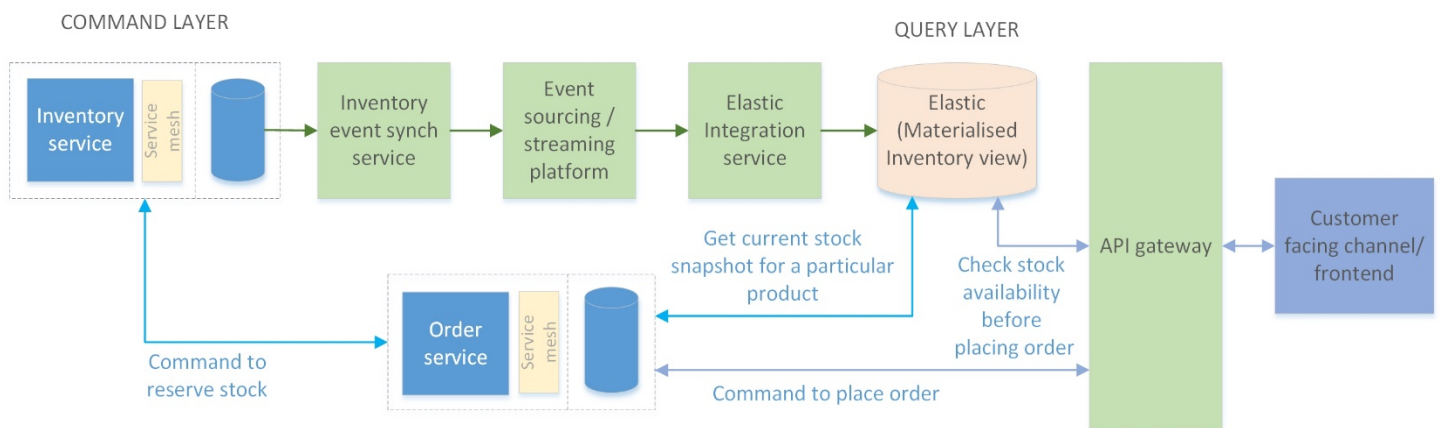 COMMAND LAYER
QUERY LAYER
Inventory
service
Service
mesh
Inventory
event synch
service
Event
sourcing /
streaming
platform
Elastic
Integration
service
Elastic
(Materialised
Inventory view)
API gateway
Customer
facing channel/
frontend
Get current stock
snapshot for a particular
product
Check stock
availability
before
placing order
Order
service
Service
mesh
Command to
reserve stock
Command to place order